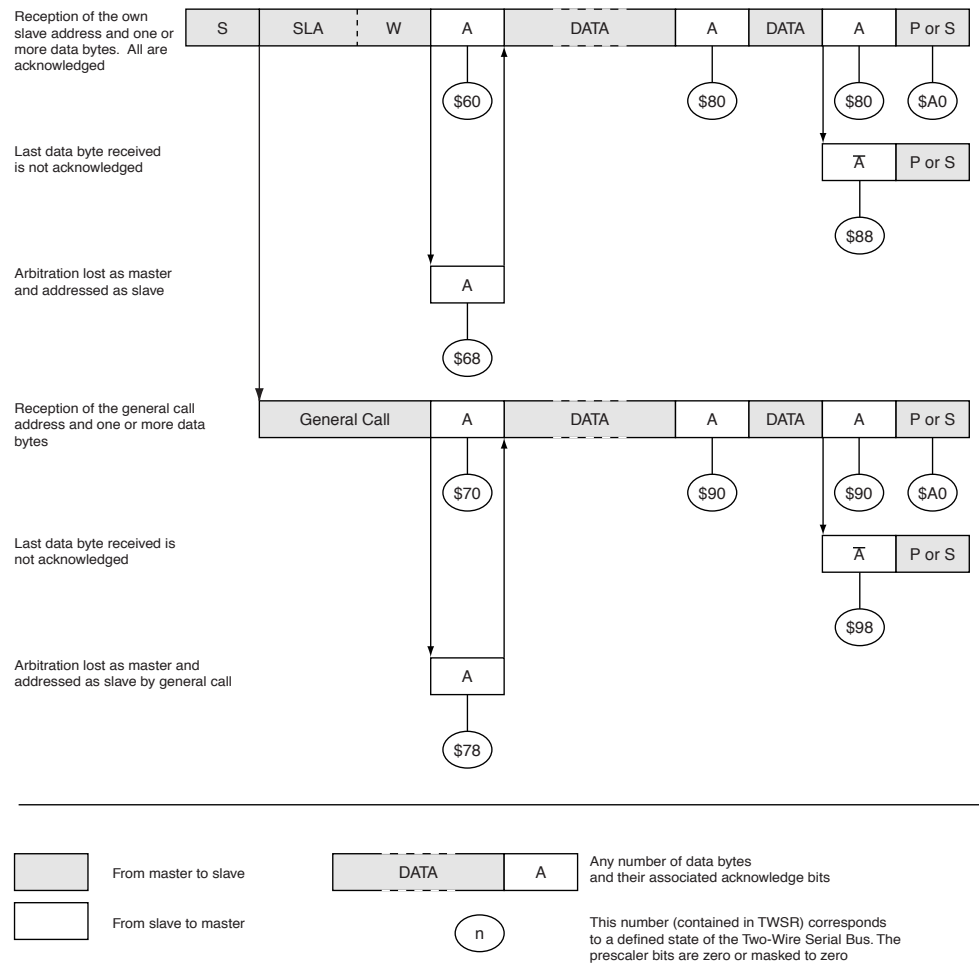 Reception of the own
slave address and one or
more data bytes. All are
acknowledged
S SLA W A DATA A DATA A P or S
$60 $80 $80 $A0
Last data byte received
is not acknowledged
A̅ P or S
$88
Arbitration lost as master
and addressed as slave
A
$68
Reception of the general call
address and one or more data
bytes
General Call A DATA A DATA A P or S
$70 $90 $90 $A0
Last data byte received is
not acknowledged
A̅ P or S
$98
Arbitration lost as master and
addressed as slave by general call
A
$78
From master to slave
DATA A
Any number of data bytes
and their associated acknowledge bits
From slave to master
n
This number (contained in TWSR) corresponds
to a defined state of the Two-Wire Serial Bus. The
prescaler bits are zero or masked to zero